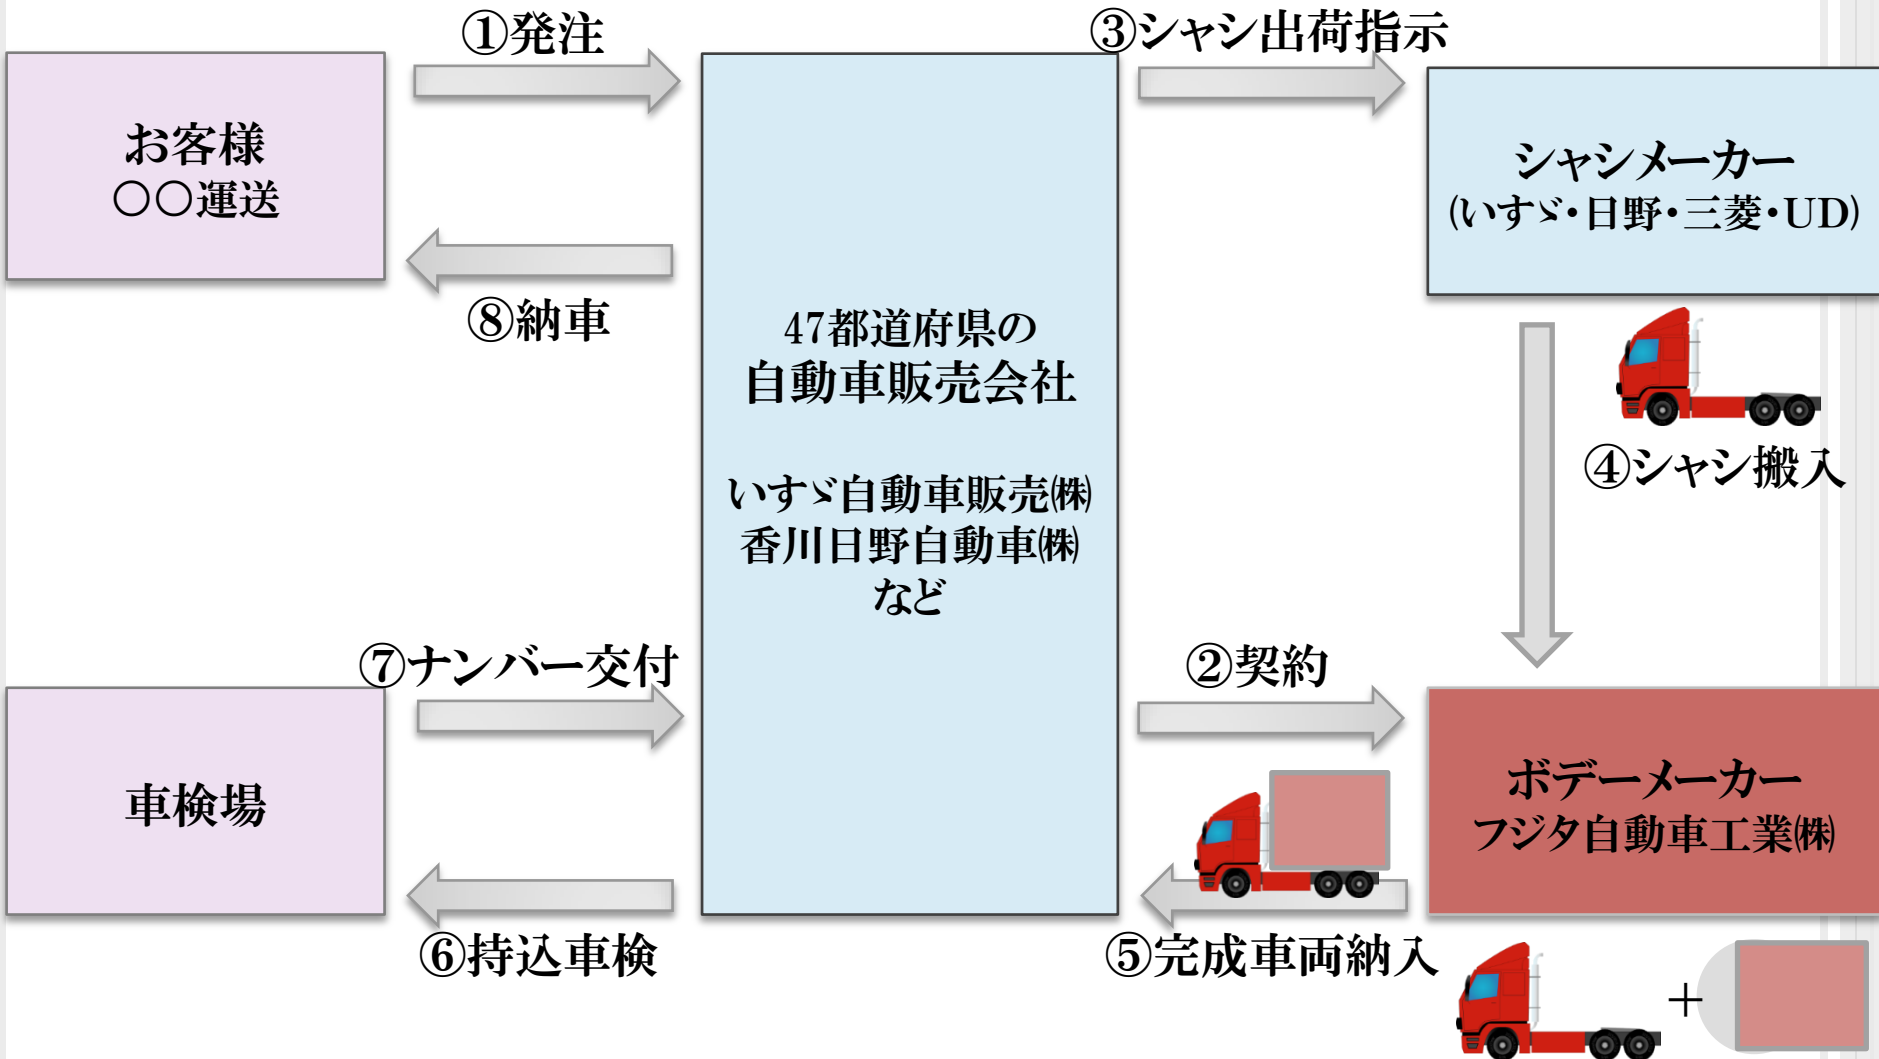 ①発注
③シャシ出荷指示
お客様
○○運送
シャシメーカー
(いすゞ・日野・三菱・UD)
⑧納車
47都道府県の
自動車販売会社
いすゞ自動車販売㈱
香川日野自動車㈱
など
④シャシ搬入
⑦ナンバー交付
②契約
車検場
ボデーメーカー
フジタ自動車工業㈱
⑥持込車検
⑤完成車両納入
+